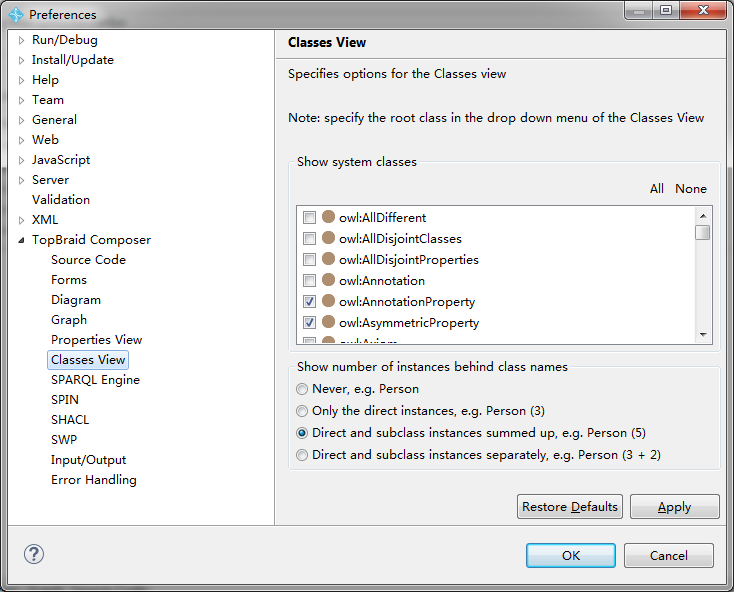 Preferences
Run/Debug
Install/Update
Help
Team
General
Web
JavaScript
Server
Validation
XML
TopBraid Composer
Source Code
Forms
Diagram
Graph
Properties View
Classes View
SPARQL Engine
SPIN
SHACL
SWP
Input/Output
Error Handling
Classes View
Specifies options for the Classes view
Note: specify the root class in the drop down menu of the Classes View
Show system classes
All None
owl:AllDifferent
owl:AllDisjointClasses
owl:AllDisjointProperties
owl:Annotation
owl:AnnotationProperty
owl:AsymmetricProperty
owl:Axiom
Show number of instances behind class names
Never, e.g. Person
Only the direct instances, e.g. Person (3)
Direct and subclass instances summed up, e.g. Person (5)
Direct and subclass instances separately, e.g. Person (3 + 2)
Restore Defaults Apply
? OK Cancel